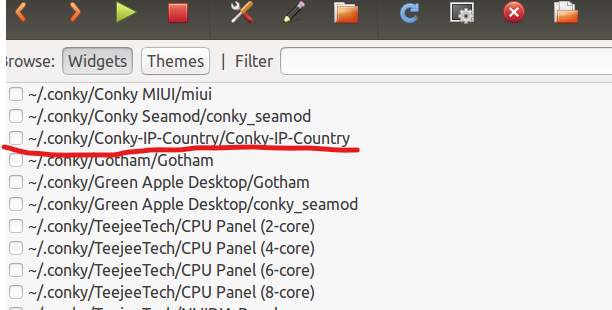 Browse: Widgets Themes | Filter
~/.conky/Conky MIUI/miui
~/.conky/Conky Seamod/conky_seamod
~/.conky/Conky-IP-Country/Conky-IP-Country
~/.conky/Gotham/Gotham
~/.conky/Green Apple Desktop/Gotham
~/.conky/Green Apple Desktop/conky_seamod
~/.conky/TeejeeTech/CPU Panel (2-core)
~/.conky/TeejeeTech/CPU Panel (4-core)
~/.conky/TeejeeTech/CPU Panel (6-core)
~/.conky/TeejeeTech/CPU Panel (8-core)